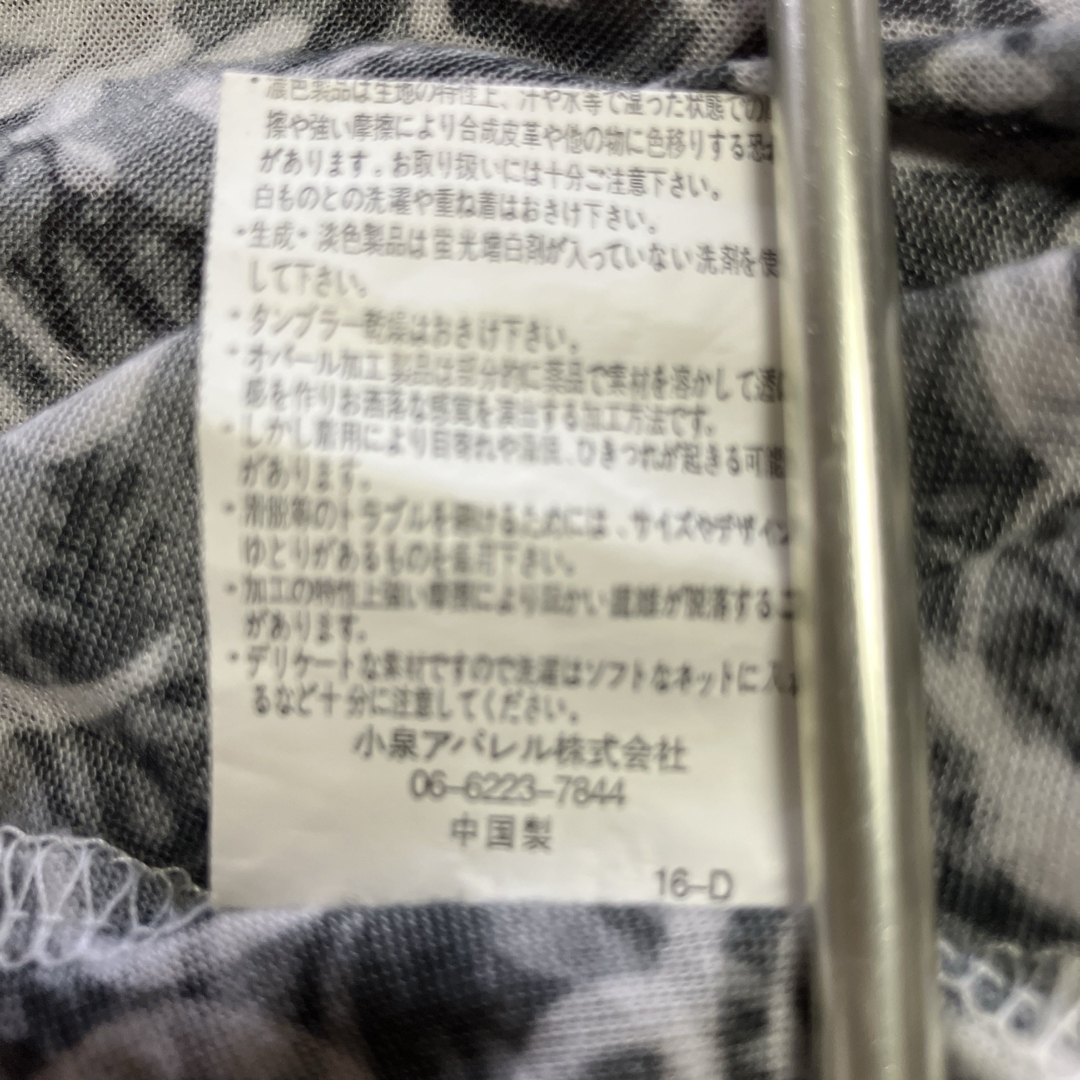 ・濃色製品は生地の特性上、汗や水等で湿った状態での
擦や強い摩擦により合成皮革や他の物に色移りする恐
があります。お取り扱いには十分ご注意下さい。
白ものとの洗濯や重ね着はおさけ下さい。
・生成・淡色製品は蛍光増白剤が入っていない洗剤を使
して下さい。
・タンブラー乾燥はおさけ下さい。
・オパール加工製品は部分的に薬品で素材を溶かして透
感を作りお洒落な感覚を演出する加工方法です。
・しかし着用により目寄れや滑脱、ひきつれが起きる可能
があります。
・滑脱等のトラブルを避けるためには、サイズやデザイン
ゆとりがあるものを着用下さい。
・加工の特性上強い摩擦により細かい繊維が脱落するこ
があります。
・デリケートな素材ですので洗濯はソフトなネットに入
るなど十分に注意してください。
小泉アパレル株式会社
06-6223-7844
中国製
16-D